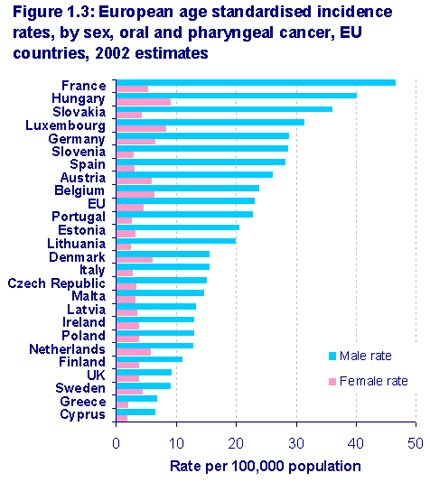 Figure 1.3: European age standardised incidence
rates, by sex, oral and pharyngeal cancer, EU
countries, 2002 estimates
France
Hungary
Slovakia
Luxembourg
Germany
Slovenia
Spain
Austria
Belgium
EU
Portugal
Estonia
Lithuania
Denmark
Italy
Czech Republic
Malta
Latvia
Ireland
Poland
Netherlands
Finland
UK
Sweden
Greece
Cyprus
Male rate
Female rate
0 10 20 30 40 50
Rate per 100,000 population